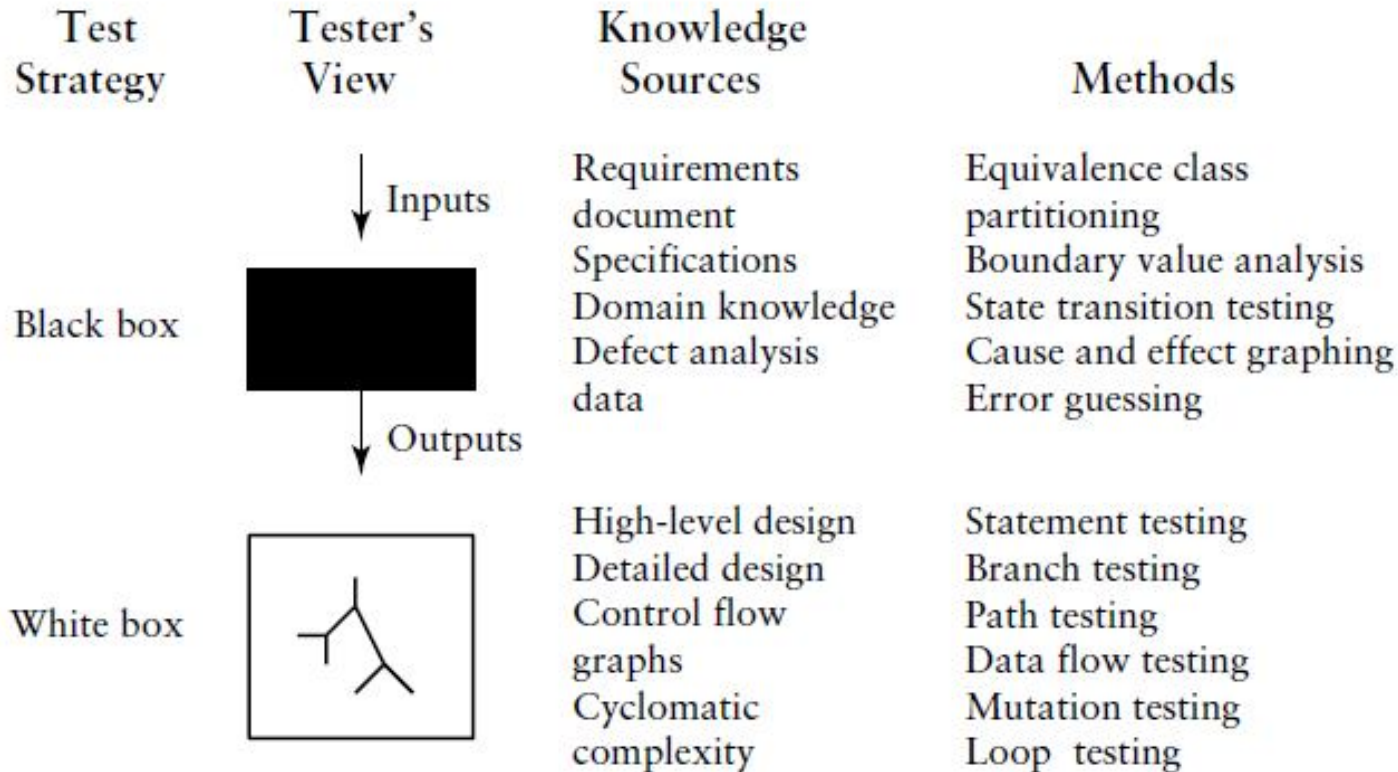 Test
Strategy
Tester's
View
Knowledge
Sources
Methods
Black box
Inputs
Outputs
Requirements
document
Specifications
Domain knowledge
Defect analysis
data
Equivalence class
partitioning
Boundary value analysis
State transition testing
Cause and effect graphing
Error guessing
White box
High-level design
Detailed design
Control flow
graphs
Cyclomatic
complexity
Statement testing
Branch testing
Path testing
Data flow testing
Mutation testing
Loop testing